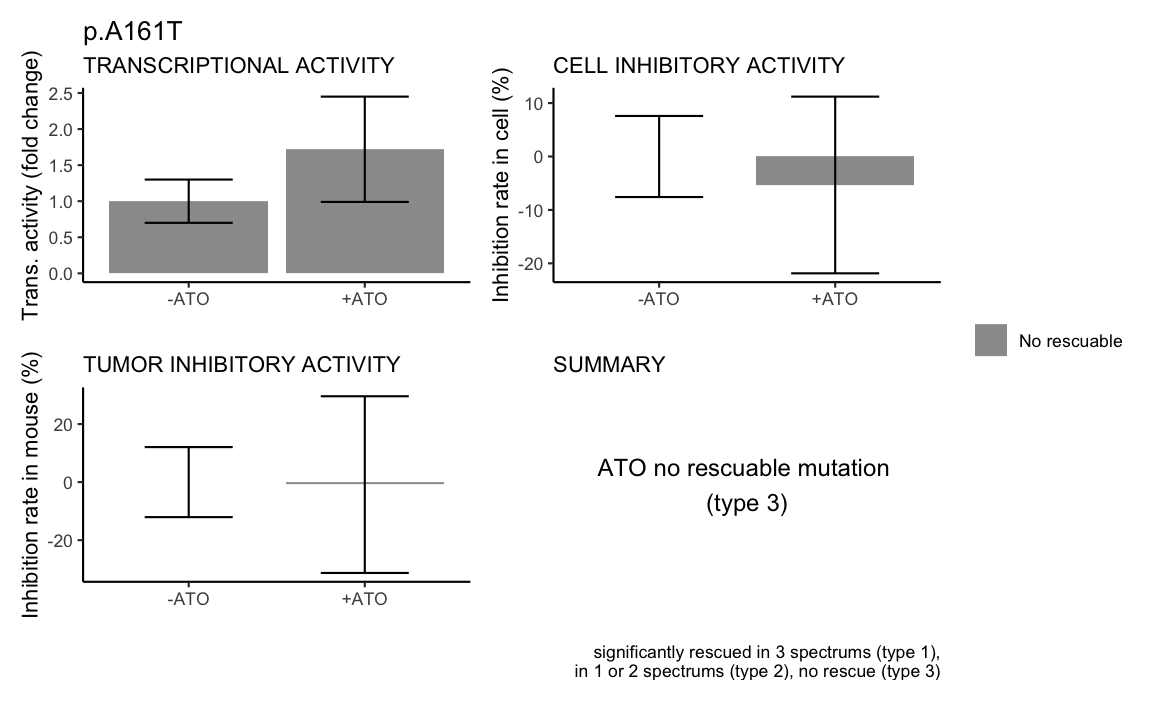 p.A161T
TRANSCRIPTIONAL ACTIVITY
Trans. activity (fold change)
2.5
2.0
1.5
1.0
0.5
0.0
-ATO
+ATO
CELL INHIBITORY ACTIVITY
Inhibition rate in cell (%)
10
0
-10
-20
-ATO
+ATO
No rescuable
TUMOR INHIBITORY ACTIVITY
Inhibition rate in mouse (%)
20
0
-20
-ATO
+ATO
SUMMARY
ATO no rescuable mutation
(type 3)
significantly rescued in 3 spectrums (type 1),
in 1 or 2 spectrums (type 2), no rescue (type 3)